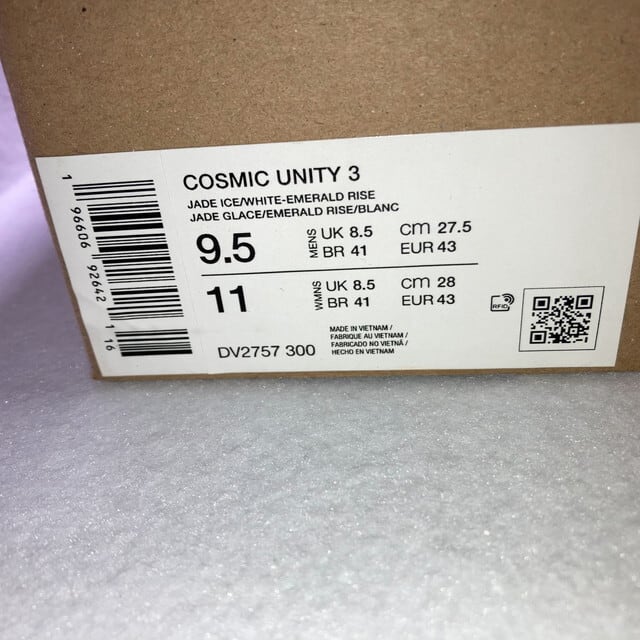 COSMIC UNITY 3
JADE ICE/WHITE-EMERALD RISE
JADE GLACE/EMERALD RISE/BLANC
9.5 MENS UK 8.5 CM 27.5
BR 41 EUR 43
11 WMNS UK 8.5 CM 28
BR 41 EUR 43
DV2757 300
MADE IN VIETNAM /
FABRIQUE AU VIETNAM /
FABRICADO NO VIETNÃ /
HECHO EN VIETNAM
RFID
1 96606 92642 1 16